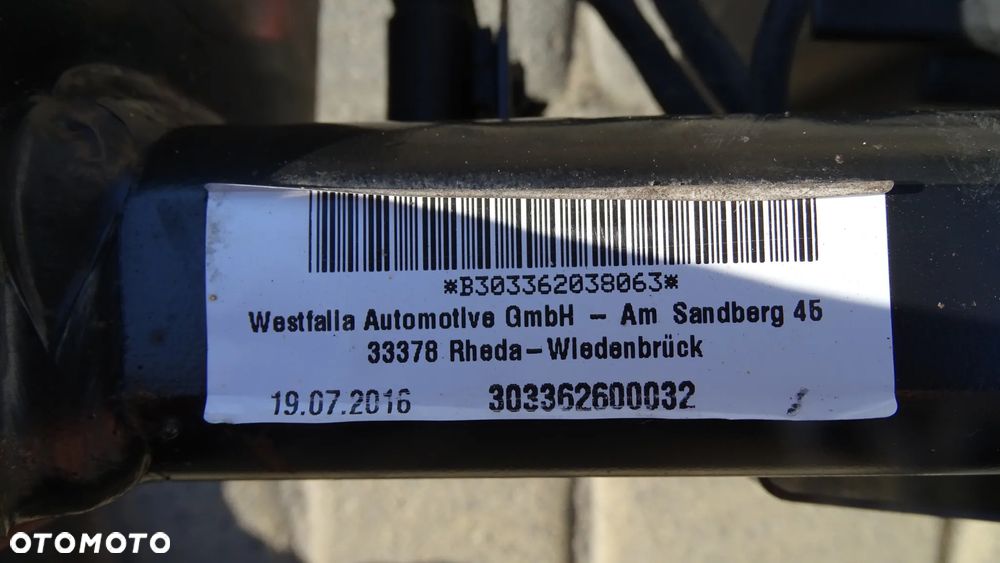 *B303362038063*
Westfalia Automotive GmbH – Am Sandberg 45
33378 Rheda-Wiedenbrück
19.07.2016 303362600032 /
OTOMOTO